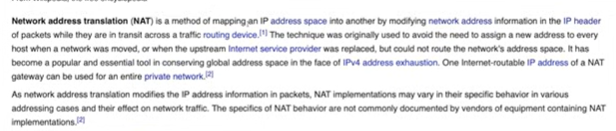 Network address translation (NAT) is a method of mapping an IP address space into another by modifying network address information in the IP header
of packets while they are in transit across a traffic routing device.[1] The technique was originally used to avoid the need to assign a new address to every
host when a network was moved, or when the upstream Internet service provider was replaced, but could not route the network's address space. It has
become a popular and essential tool in conserving global address space in the face of IPv4 address exhaustion. One Internet-routable IP address of a NAT
gateway can be used for an entire private network.[2]
As network address translation modifies the IP address information in packets, NAT implementations may vary in their specific behavior in various
addressing cases and their effect on network traffic. The specifics of NAT behavior are not commonly documented by vendors of equipment containing NAT
implementations.[2]